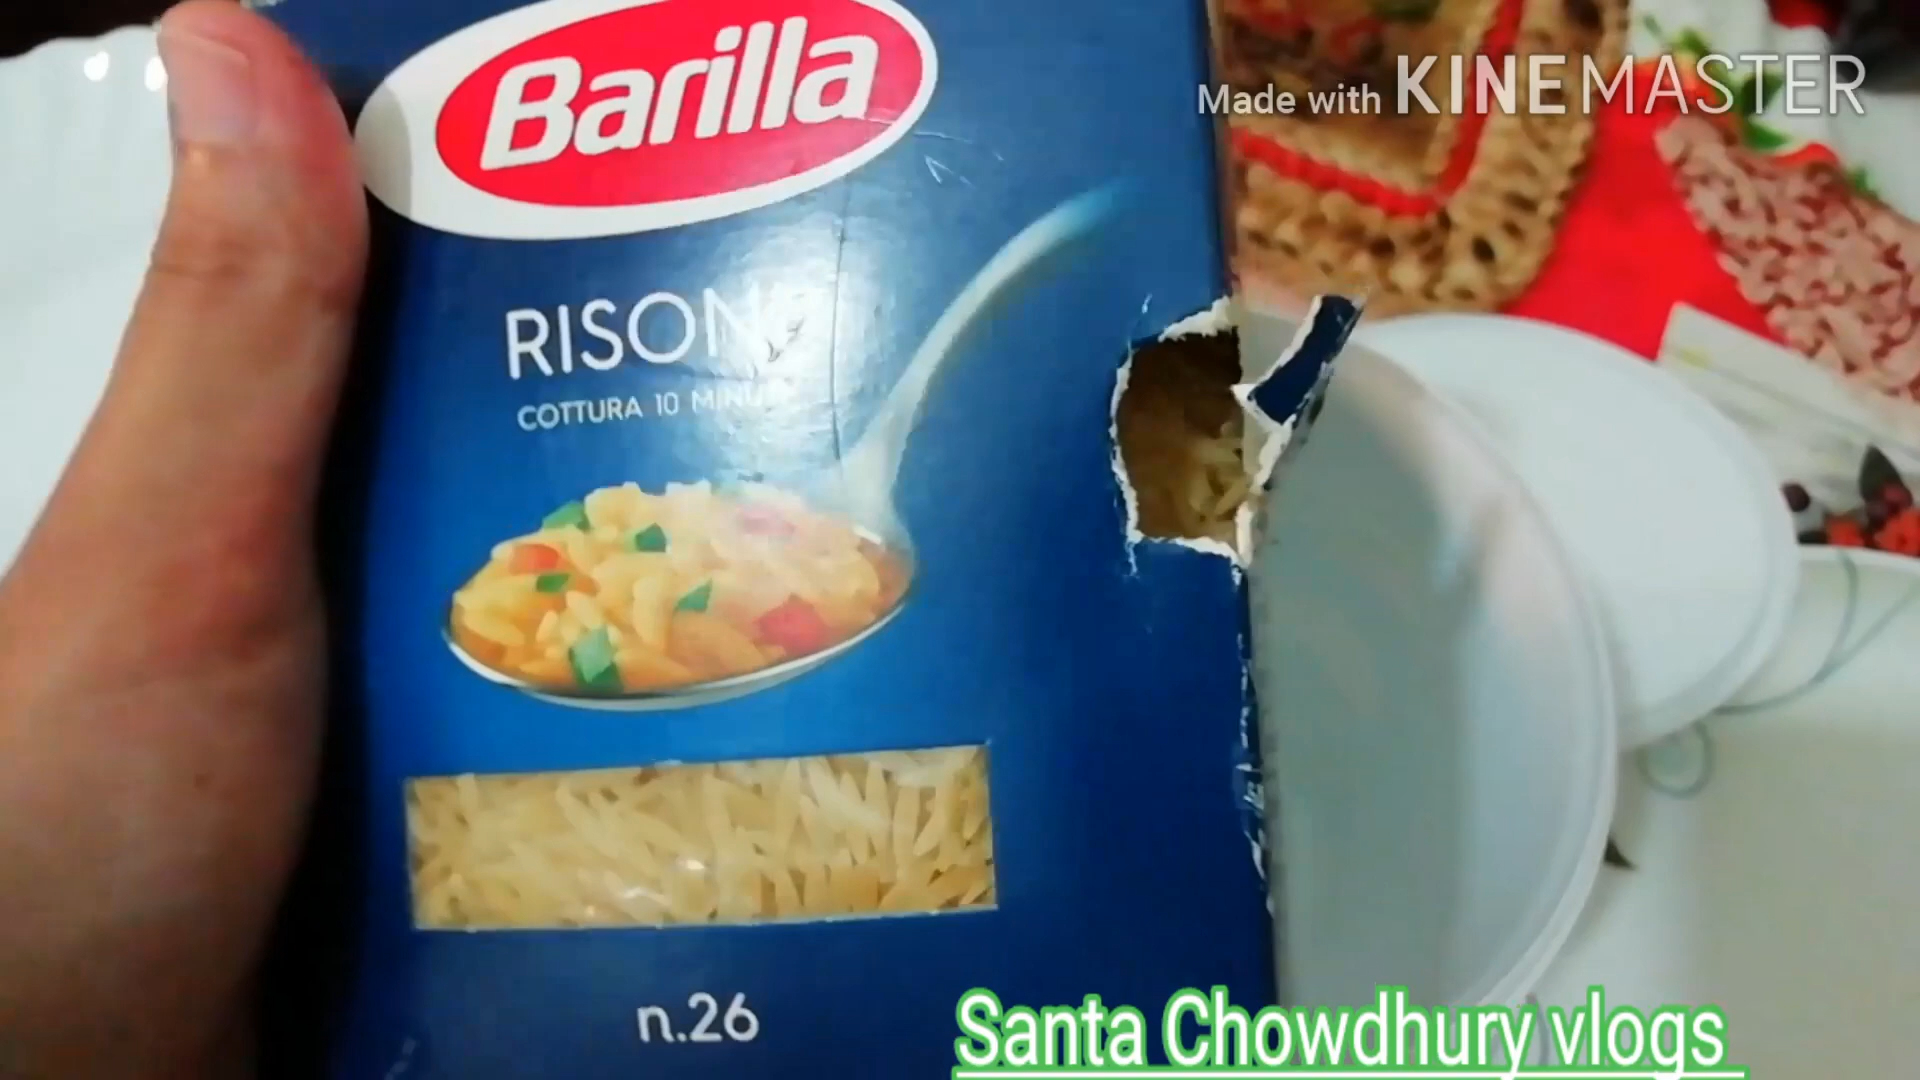 Barilla
Made with KINEMASTER
RISON
COTTURA 10 MINU
n.26
Santa Chowdhury vlogs